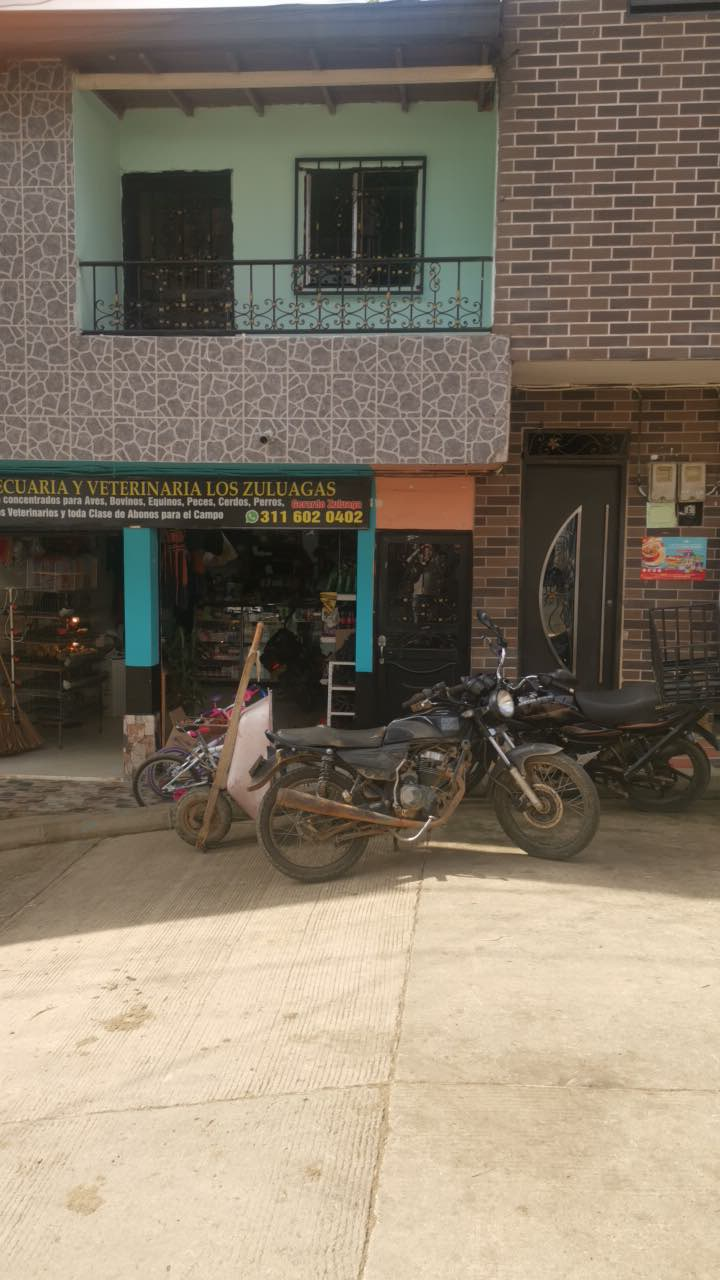 ECUARIA Y VETERINARIA LOS ZULUAGAS
concentrados para Aves, Bovinos, Equinos, Peces, Cerdos, Perros, Gerardo Zuluaga
os Veterinarios y toda Clase de Abonos para el Campo 311 602 0402